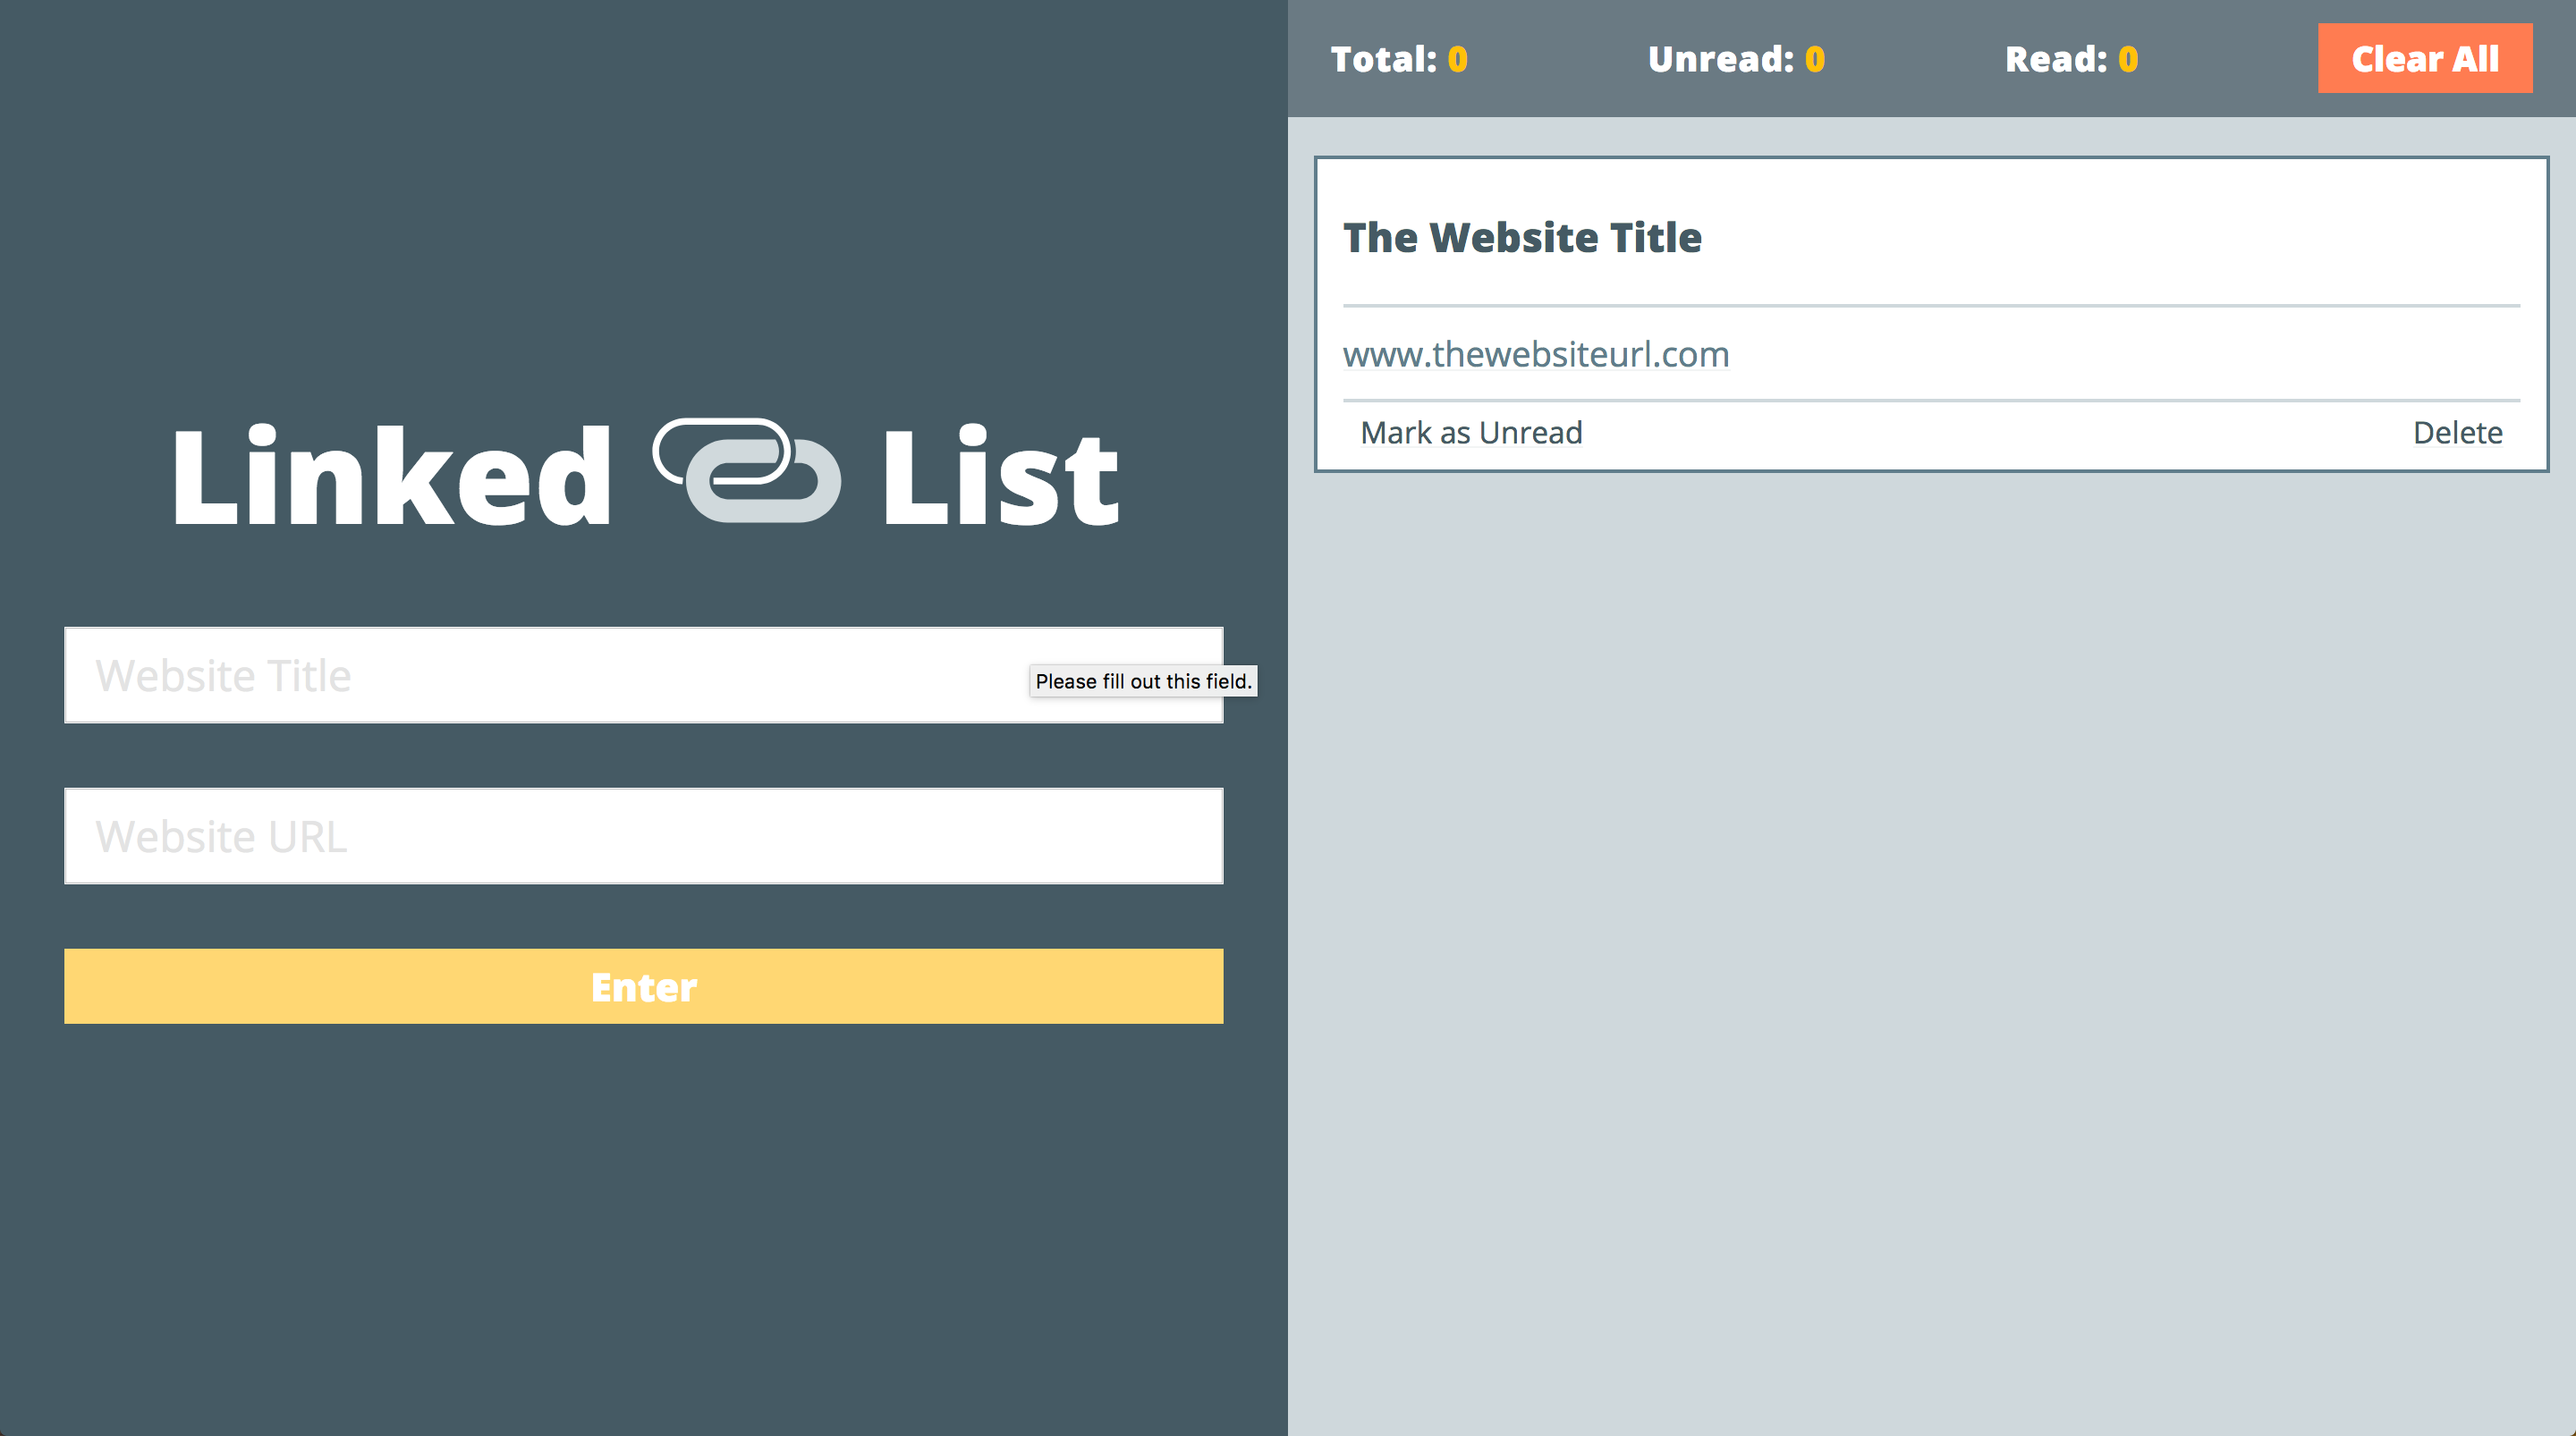 Linked List
Website Title
Please fill out this field.
Website URL
Enter
Total: 0 Unread: 0 Read: 0 Clear All
The Website Title
www.thewebsiteurl.com
Mark as Unread Delete